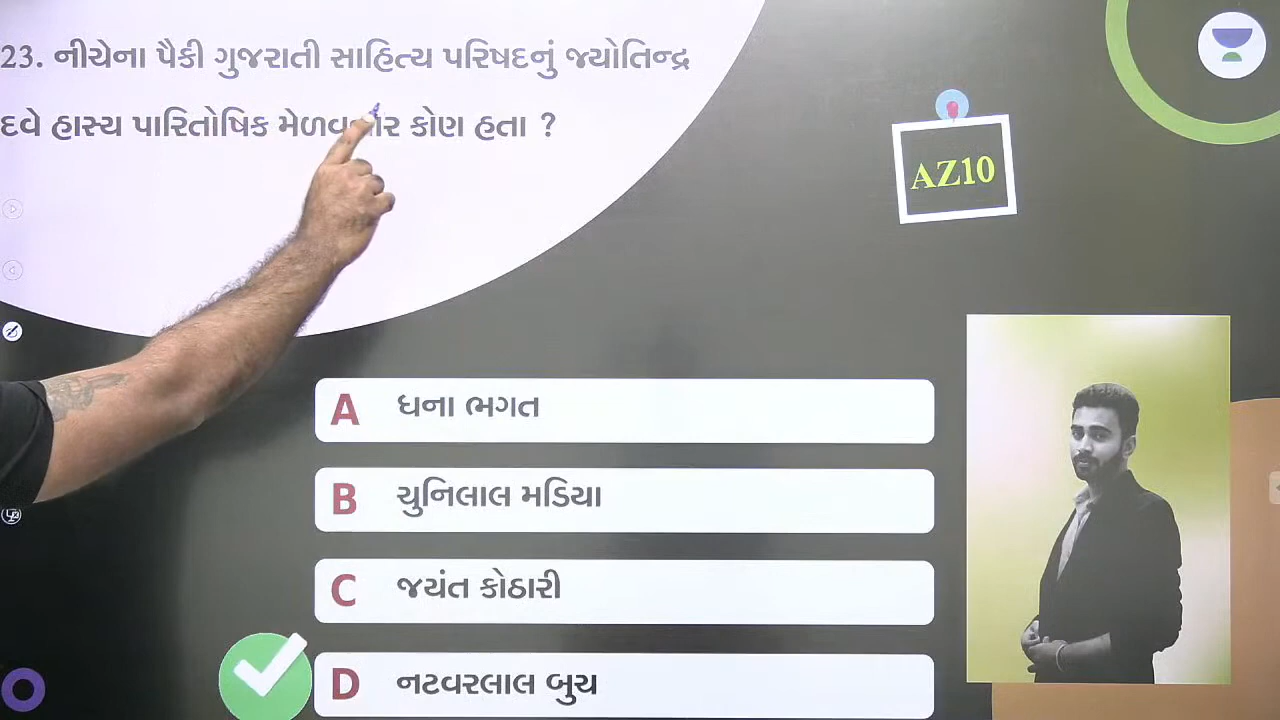 23. નીચેના પૈકી ગુજરાતી સાહિત્ય પરિષદનું જ્યોતિન્દ્ર
દવે હાસ્ય પારિતોષિક મેળવનાર કોણ હતા ?
AZ10
A ધના ભગત
B ચુનિલાલ મડિયા
C જયંત કોઠારી
D નટવરલાલ બુચ